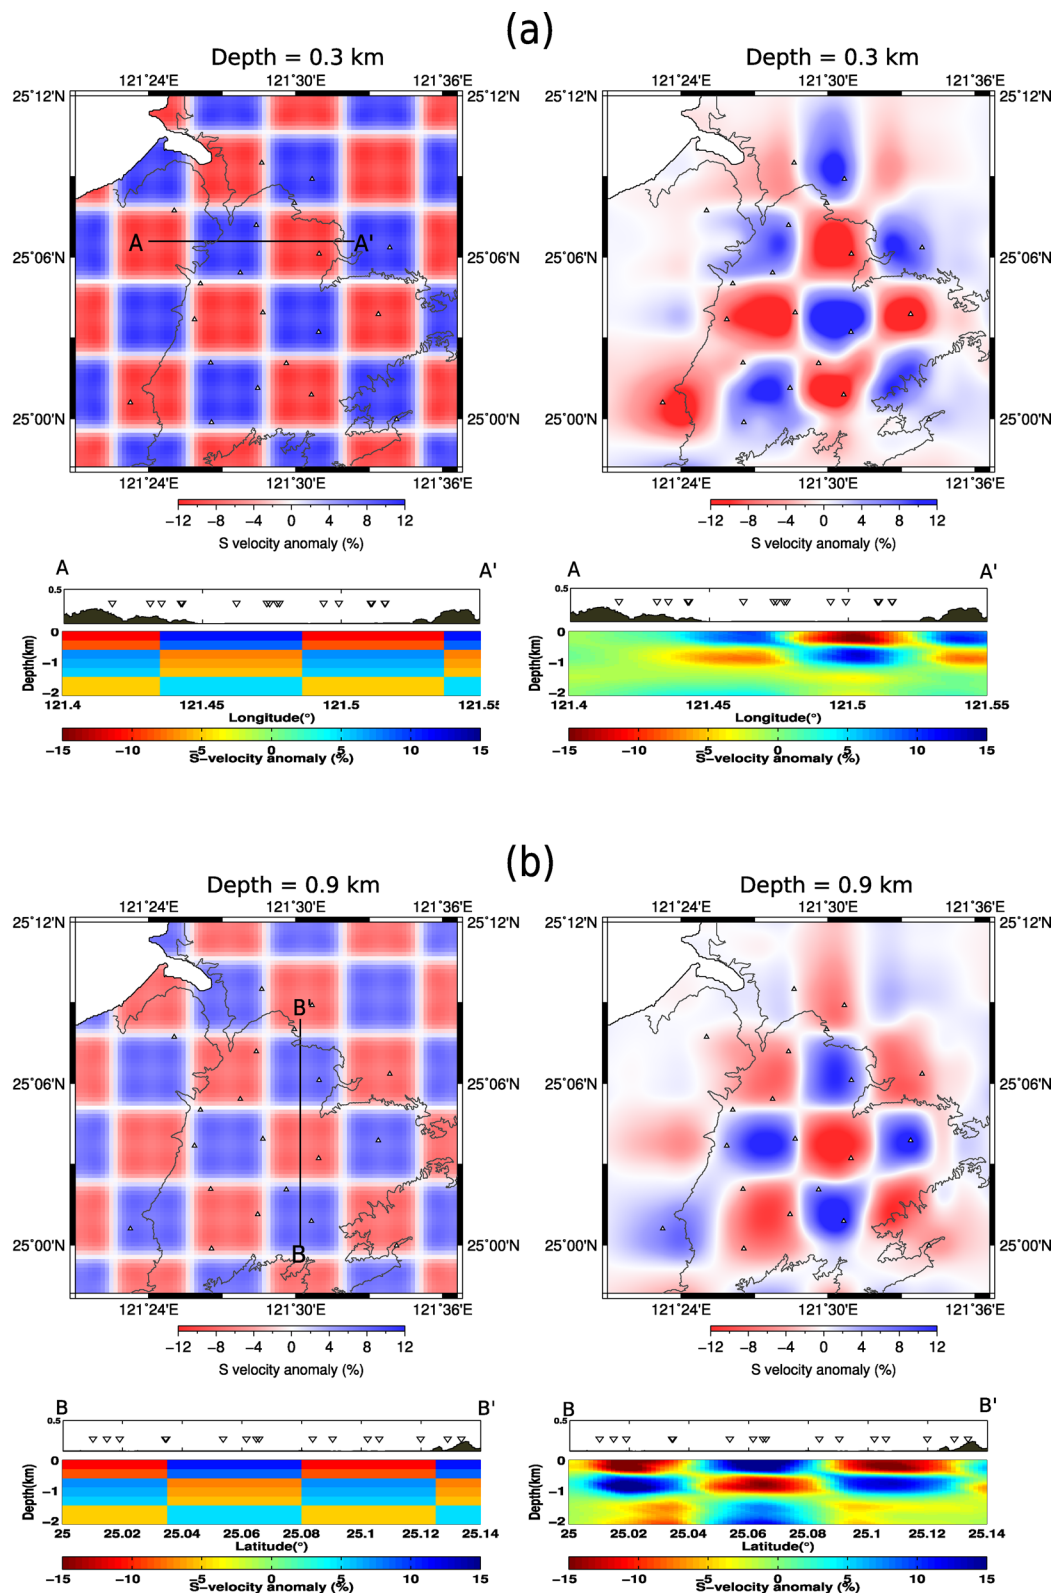 (a)
Depth = 0.3 km Depth = 0.3 km
121°24'E 121°30'E 121°36'E 121°24'E 121°30'E 121°36'E
25°12'N 25°12'N 25°12'N
A A'
25°06'N 25°06'N 25°06'N
25°00'N 25°00'N 25°00'N
121°24'E 121°30'E 121°36'E 121°24'E 121°30'E 121°36'E
−12 −8 −4 0 4 8 12 −12 −8 −4 0 4 8 12
S velocity anomaly (%) S velocity anomaly (%)
A A' A A'
0.5 0.5
0 0
Depth(km) −1 Depth(km) −1
−2 −2
121.4 121.45 121.5 121.55 121.4 121.45 121.5 121.55
Longitude(°) Longitude(°)
−15 −10 −5 0 5 10 15 −15 −10 −5 0 5 10 15
S−velocity anomaly (%) S−velocity anomaly (%)
(b)
Depth = 0.9 km Depth = 0.9 km
121°24'E 121°30'E 121°36'E 121°24'E 121°30'E 121°36'E
25°12'N 25°12'N 25°12'N
B'
25°06'N 25°06'N 25°06'N
25°00'N B 25°00'N 25°00'N
121°24'E 121°30'E 121°36'E 121°24'E 121°30'E 121°36'E
−12 −8 −4 0 4 8 12 −12 −8 −4 0 4 8 12
S velocity anomaly (%) S velocity anomaly (%)
B B' B B'
0.5 0.5
0 0
Depth(km) −1 Depth(km) −1
−2 −2
25 25.02 25.04 25.06 25.08 25.1 25.12 25.14 25 25.02 25.04 25.06 25.08 25.1 25.12 25.14
Latitude(°) Latitude(°)
−15 −10 −5 0 5 10 15 −15 −10 −5 0 5 10 15
S−velocity anomaly (%) S−velocity anomaly (%)